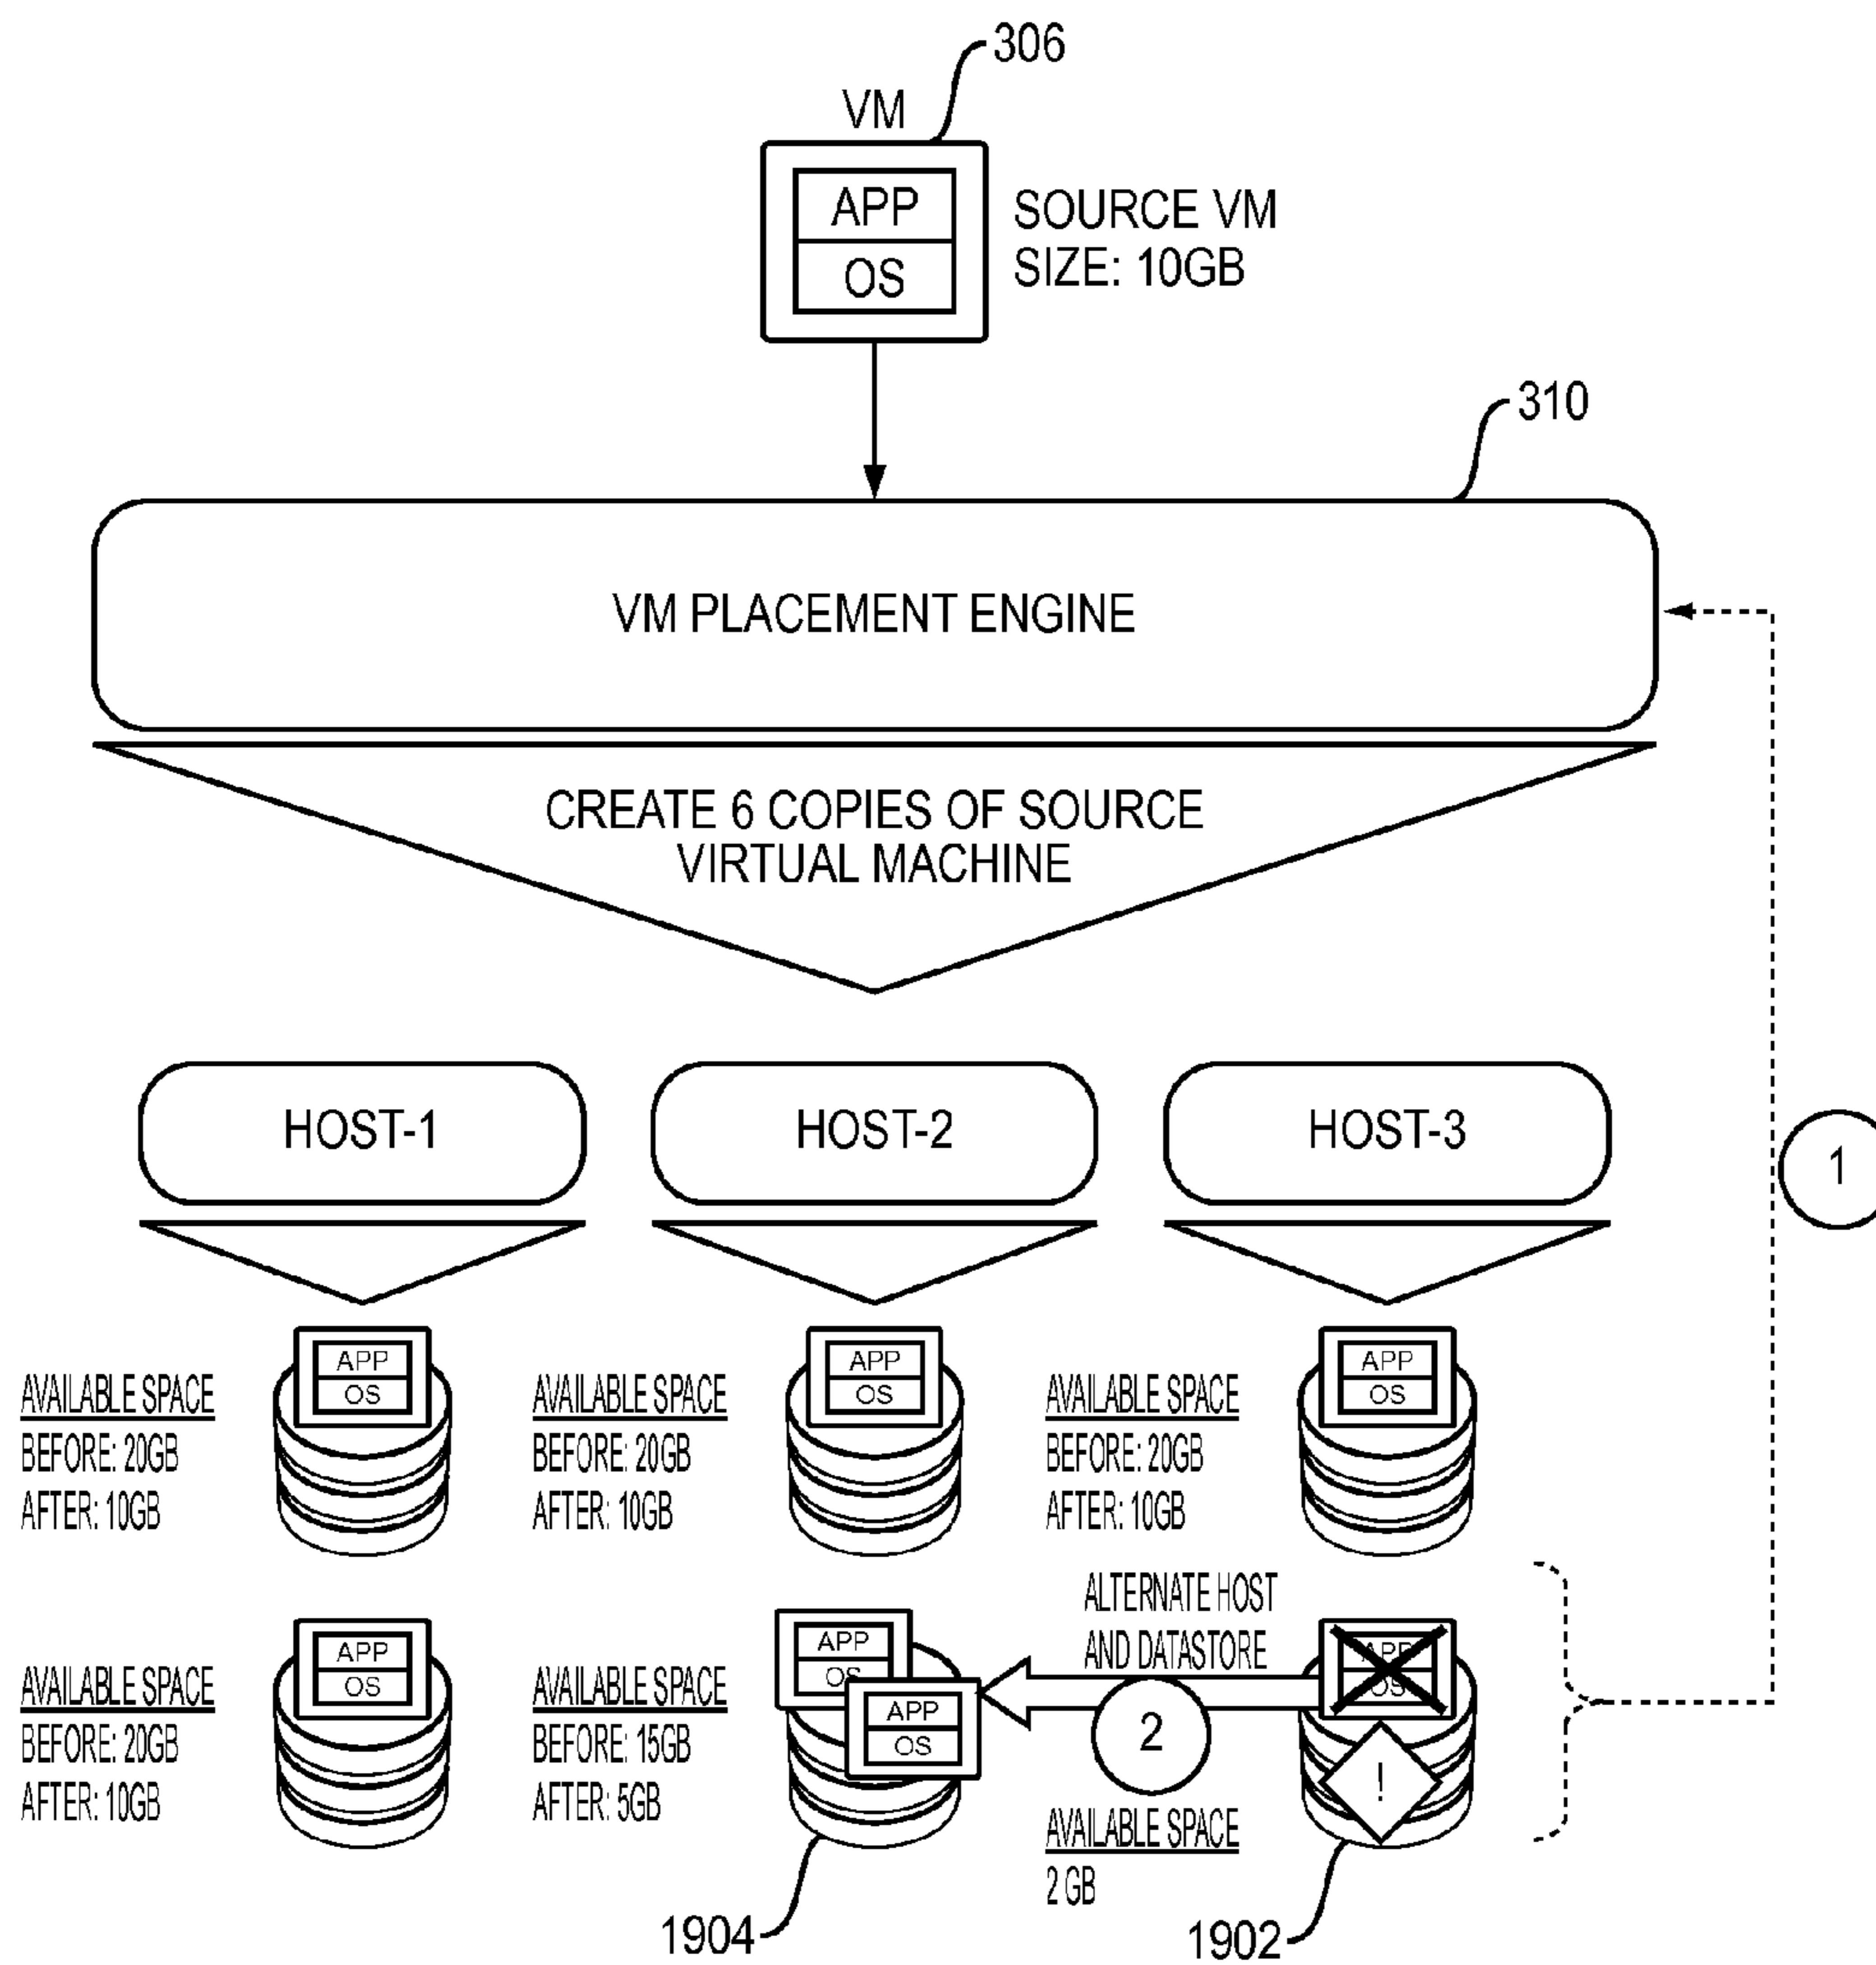 306
VM
APP
OS
SOURCE VM
SIZE: 10GB
310
VM PLACEMENT ENGINE
CREATE 6 COPIES OF SOURCE
VIRTUAL MACHINE
HOST-1
HOST-2
HOST-3
1
AVAILABLE SPACE
BEFORE: 20GB
AFTER: 10GB
APP
OS
AVAILABLE SPACE
BEFORE: 20GB
AFTER: 10GB
APP
OS
AVAILABLE SPACE
BEFORE: 20GB
AFTER: 10GB
APP
OS
AVAILABLE SPACE
BEFORE: 20GB
AFTER: 10GB
APP
OS
AVAILABLE SPACE
BEFORE: 15GB
AFTER: 5GB
APP
OS
APP
OS
ALTERNATE HOST
AND DATASTORE
2
AVAILABLE SPACE
2 GB
APP
OS
!
1904
1902